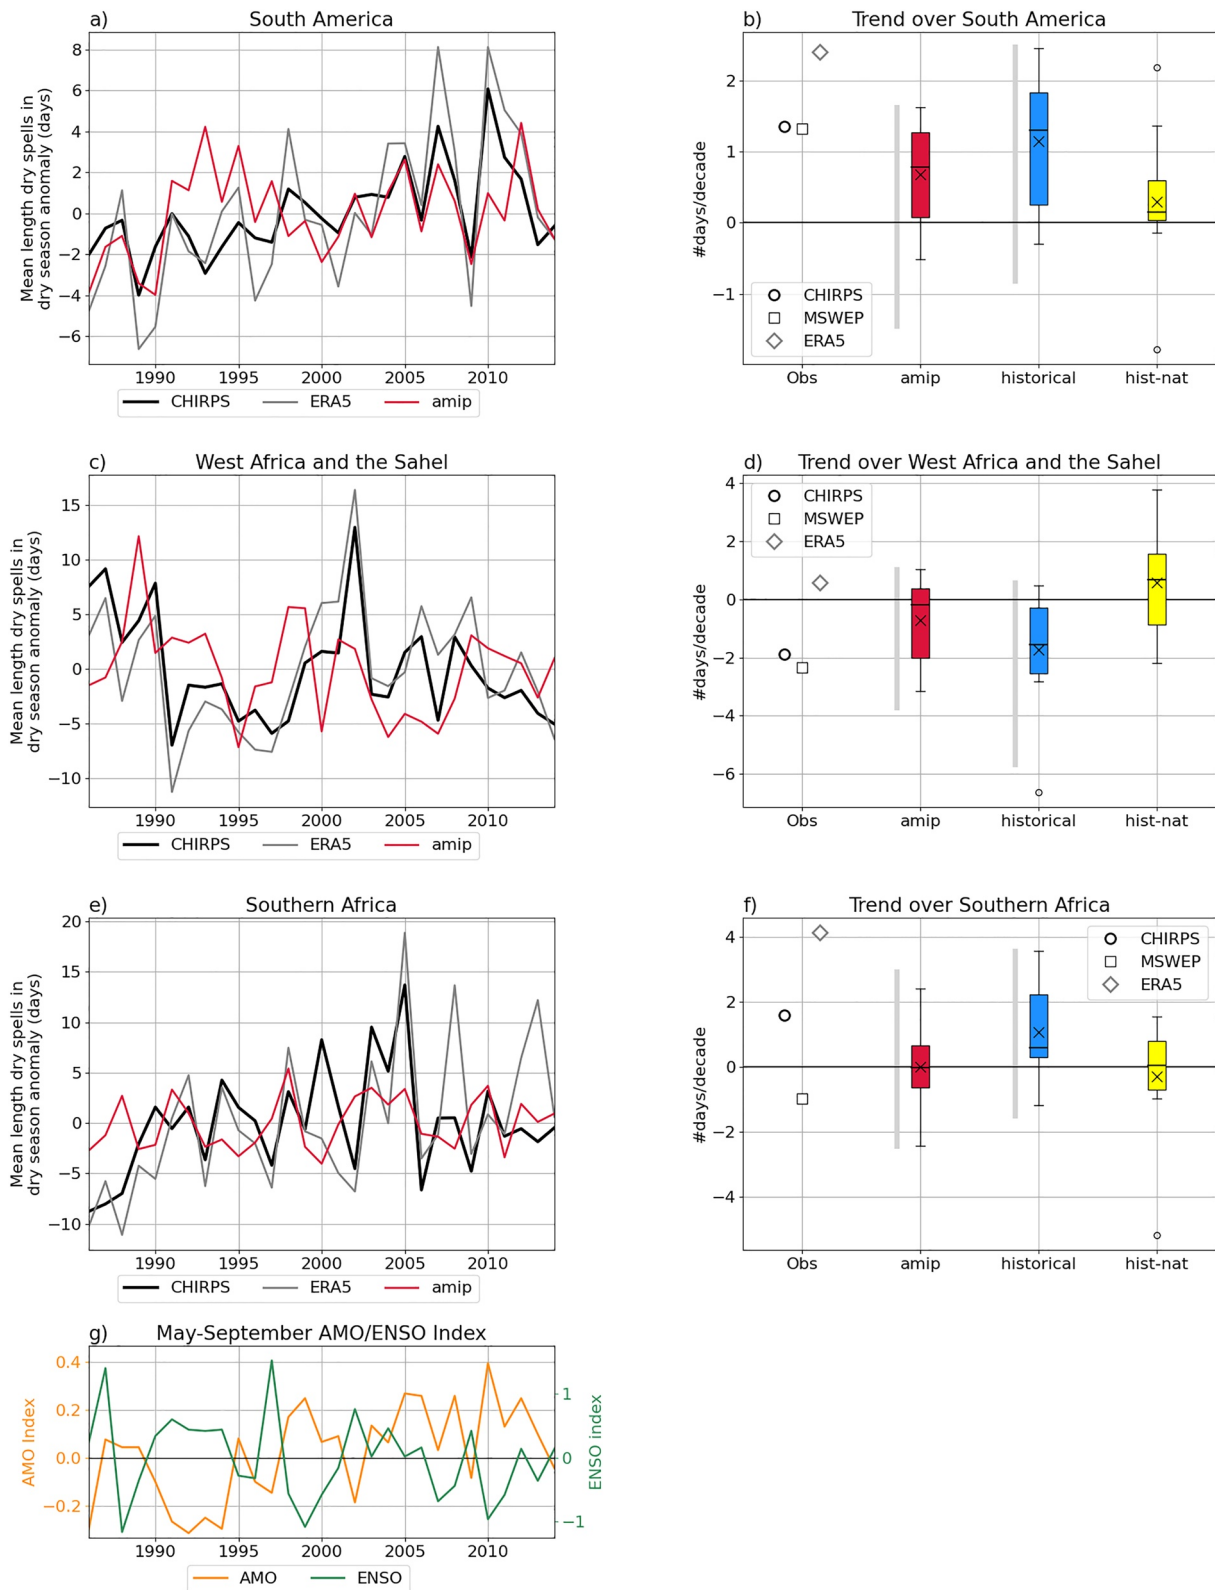 a) South America
Mean length dry spells in
dry season anomaly (days)
8
6
4
2
0
−2
−4
−6
1990 1995 2000 2005 2010
CHIRPS ERA5 amip
b) Trend over South America
#days/decade
2
1
0
−1
CHIRPS
MSWEP
ERA5
Obs amip historical hist-nat
c) West Africa and the Sahel
Mean length dry spells in
dry season anomaly (days)
15
10
5
0
−5
−10
1990 1995 2000 2005 2010
CHIRPS ERA5 amip
d) Trend over West Africa and the Sahel
#days/decade
4
2
0
−2
−4
−6
CHIRPS
MSWEP
ERA5
Obs amip historical hist-nat
e) Southern Africa
Mean length dry spells in
dry season anomaly (days)
20
15
10
5
0
−5
−10
1990 1995 2000 2005 2010
CHIRPS ERA5 amip
f) Trend over Southern Africa
#days/decade
4
2
0
−2
−4
CHIRPS
MSWEP
ERA5
Obs amip historical hist-nat
g) May-September AMO/ENSO Index
AMO Index
0.4
0.2
0.0
−0.2
1
0
−1
ENSO index
1990 1995 2000 2005 2010
AMO ENSO